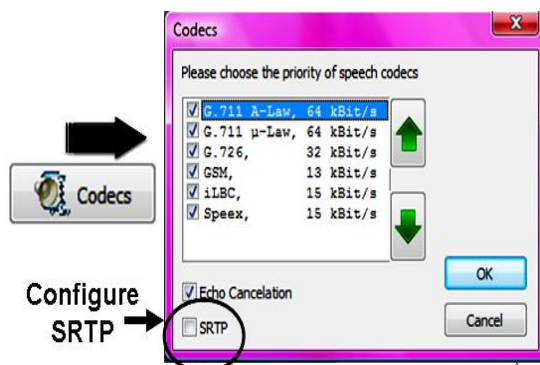 Codecs
Please choose the priority of speech codecs
G.711 A-Law, 64 kBit/s
G.711 µ-Law, 64 kBit/s
G.726, 32 kBit/s
GSM, 13 kBit/s
iLBC, 15 kBit/s
Speex, 15 kBit/s
Codecs
Echo Cancelation
OK
Configure
SRTP
SRTP
Cancel